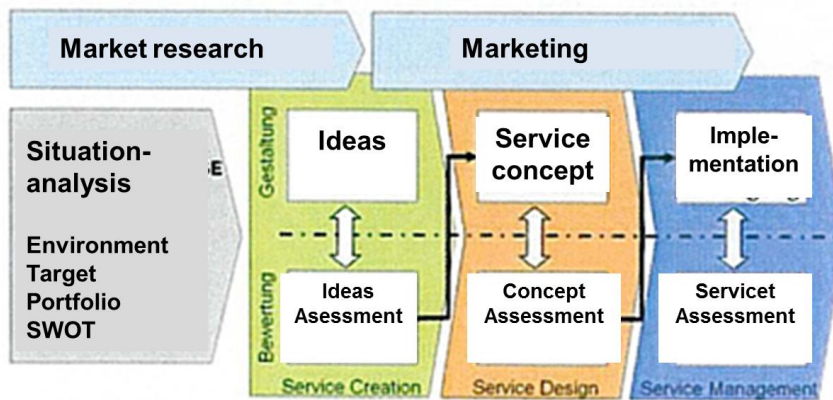 Market research
Marketing
Situation-
analysis
SE
Environment
Target
Portfolio
SWOT
Gestaltung
Bewertung
Ideas
Ideas
Asessment
Service Creation
Service
concept
Concept
Assessment
Service Design
Imple-
mentation
Servicet
Assessment
Service Management